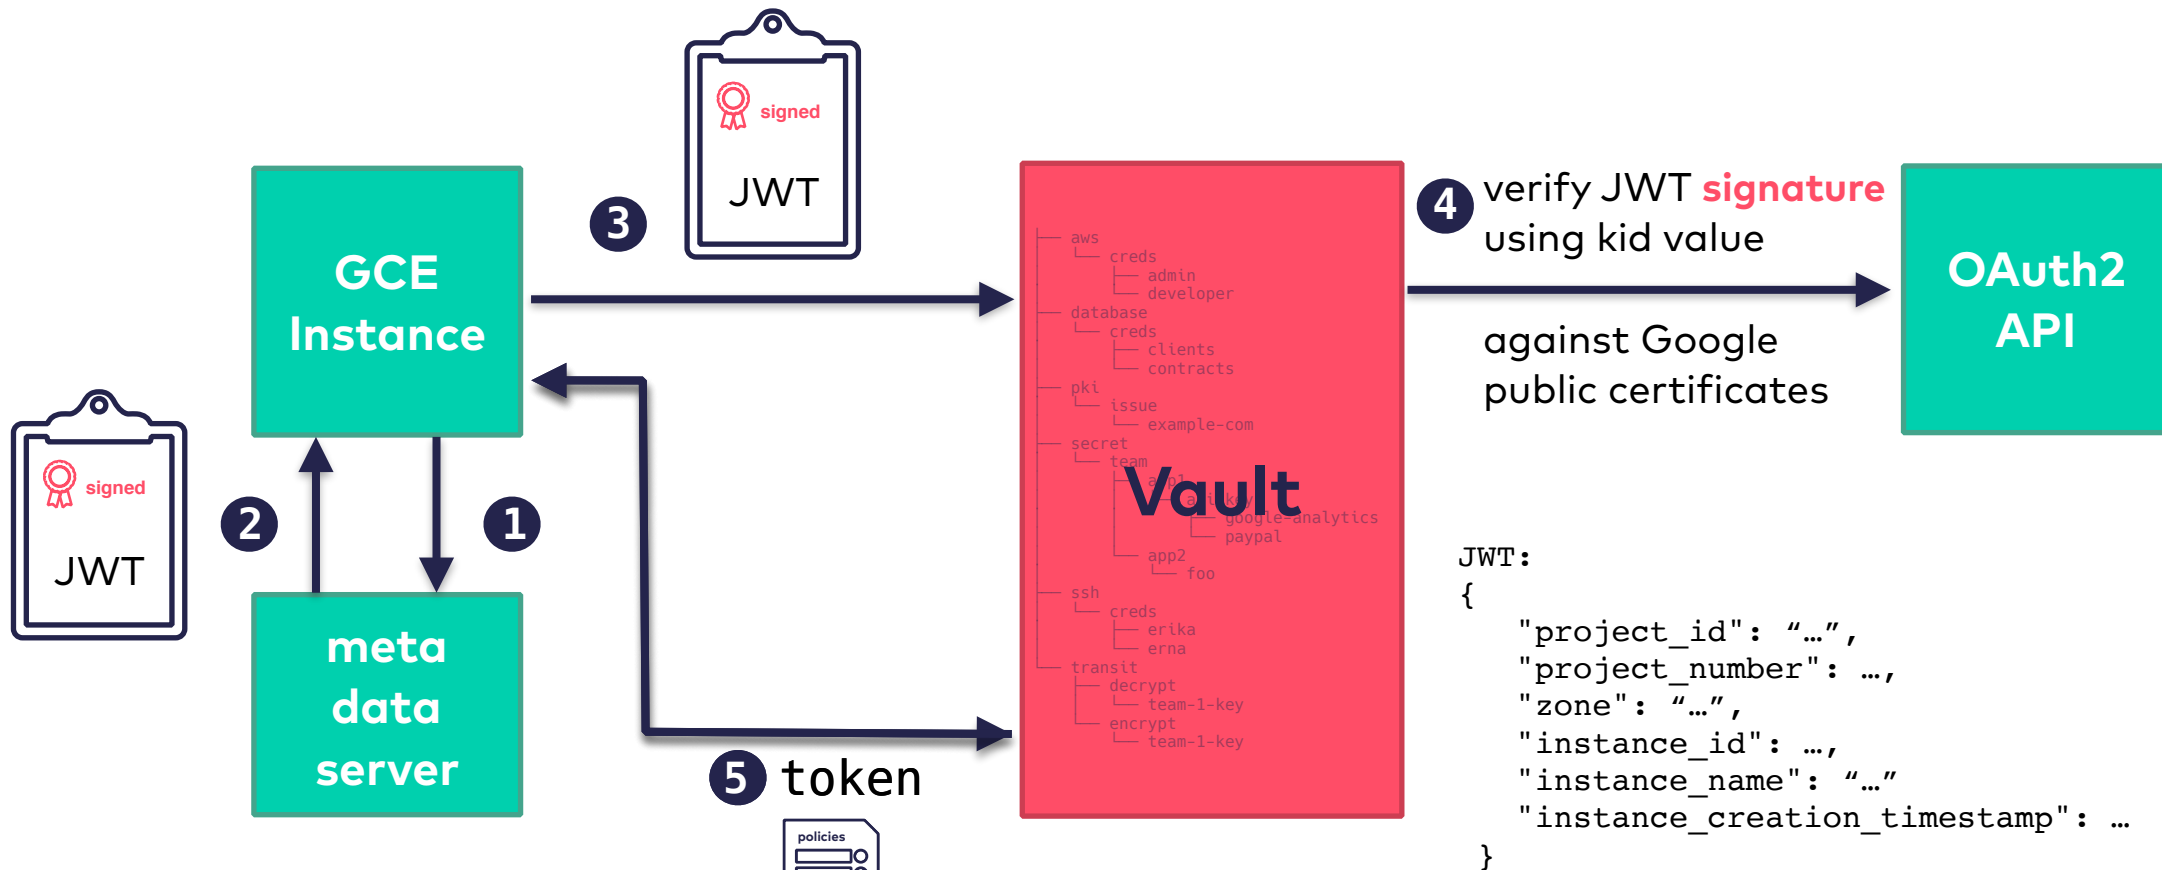 signed
JWT
3
GCE
Instance
signed
JWT
2
1
meta
data
server
5 token
policies
aws
creds
admin
developer
database
creds
clients
contracts
pki
issue
example-com
secret
team
app1
api-key
google-analytics
paypal
app2
foo
ssh
creds
erika
erna
transit
decrypt
team-1-key
encrypt
team-1-key
Vault
4 verify JWT signature
using kid value
against Google
public certificates
OAuth2
API
JWT:
{
"project_id": “…”,
"project_number": …,
"zone": “…”,
"instance_id": …,
"instance_name": “…”
"instance_creation_timestamp": …
}